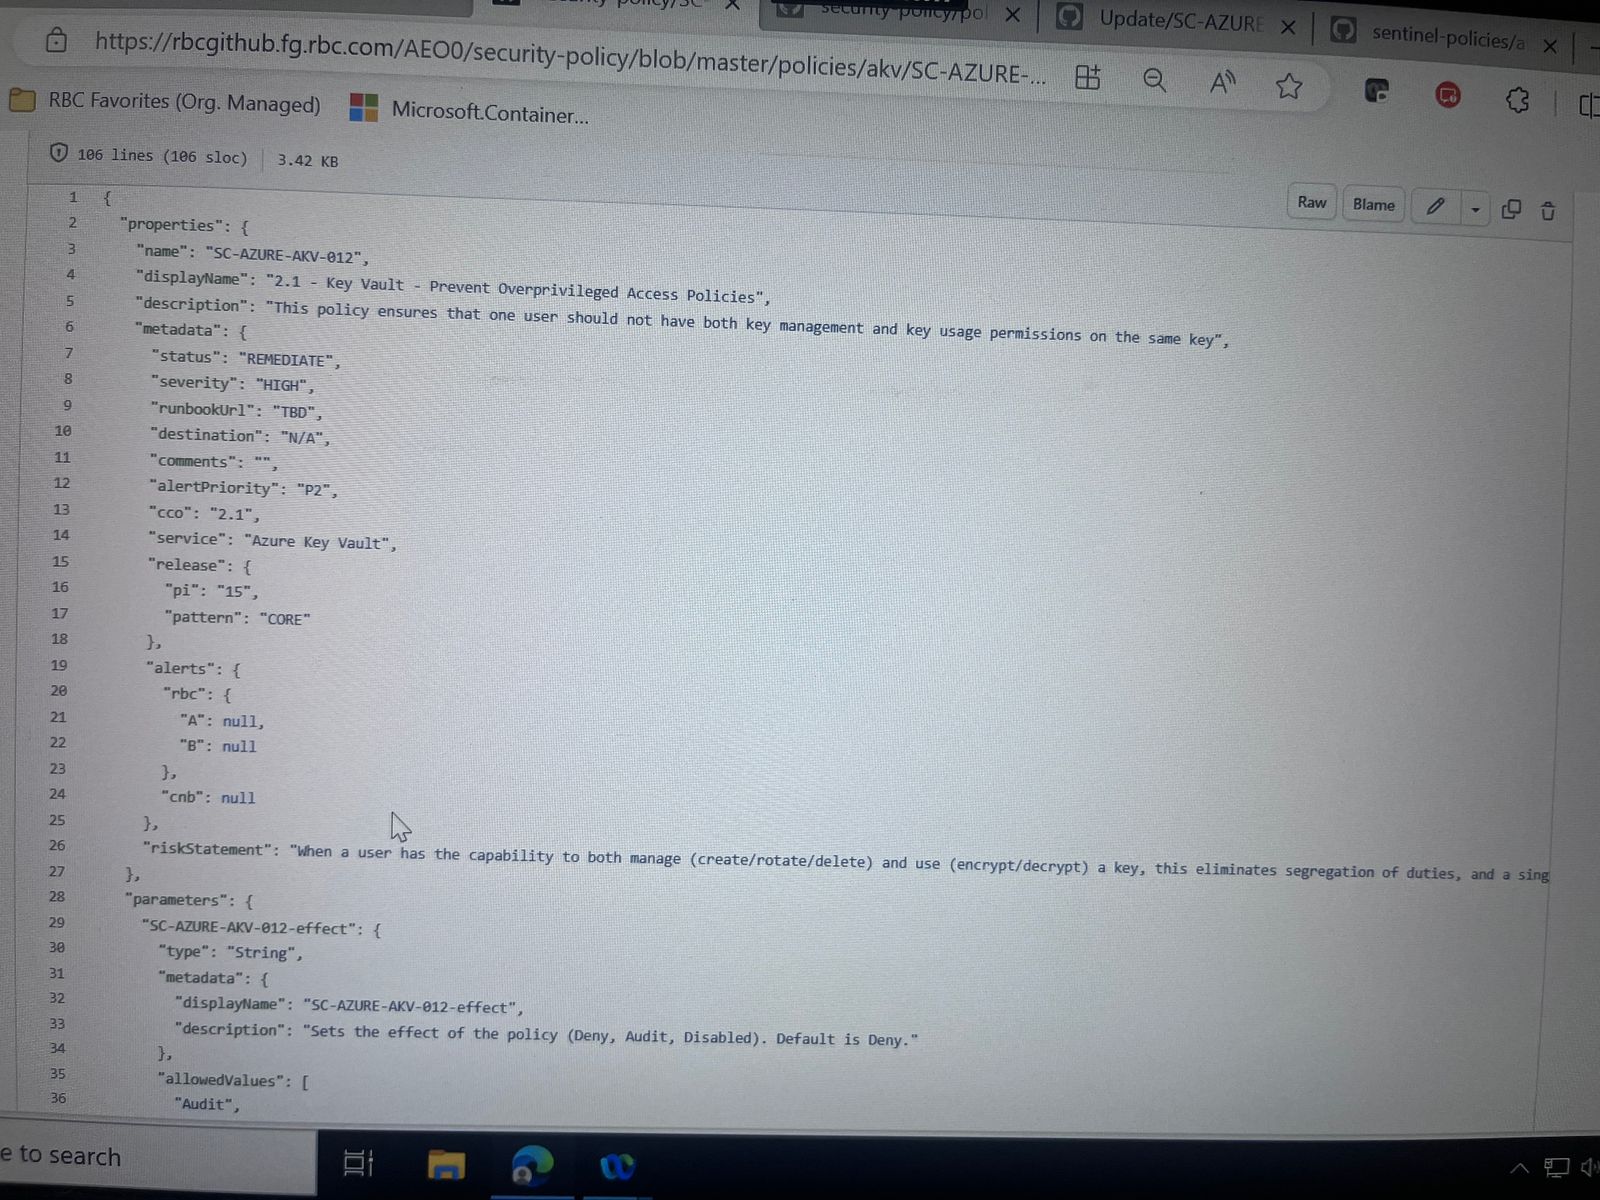 security-policy/pol
Update/SC-AZURE
sentinel-policies/a
https://rbcgithub.fg.rbc.com/AEO0/security-policy/blob/master/policies/akv/SC-AZURE-...
RBC Favorites (Org. Managed)
Microsoft.Container...
106 lines (106 sloc) 3.42 KB
Raw Blame
1 {
2 "properties": {
3 "name": "SC-AZURE-AKV-012",
4 "displayName": "2.1 - Key Vault - Prevent Overprivileged Access Policies",
5 "description": "This policy ensures that one user should not have both key management and key usage permissions on the same key",
6 "metadata": {
7 "status": "REMEDIATE",
8 "severity": "HIGH",
9 "runbookUrl": "TBD",
10 "destination": "N/A",
11 "comments": "",
12 "alertPriority": "P2",
13 "cco": "2.1",
14 "service": "Azure Key Vault",
15 "release": {
16 "pi": "15",
17 "pattern": "CORE"
18 },
19 "alerts": {
20 "rbc": {
21 "A": null,
22 "B": null
23 },
24 "cnb": null
25 },
26 "riskStatement": "When a user has the capability to both manage (create/rotate/delete) and use (encrypt/decrypt) a key, this eliminates segregation of duties, and a sing
27 },
28 "parameters": {
29 "SC-AZURE-AKV-012-effect": {
30 "type": "String",
31 "metadata": {
32 "displayName": "SC-AZURE-AKV-012-effect",
33 "description": "Sets the effect of the policy (Deny, Audit, Disabled). Default is Deny."
34 },
35 "allowedValues": [
36 "Audit",
e to search